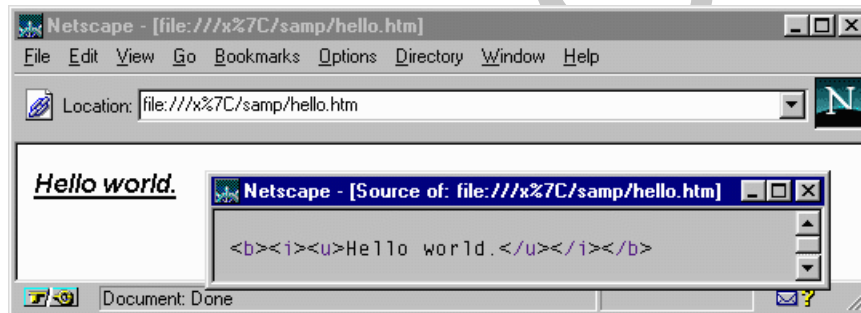 Netscape - [file:///x%7C/samp/hello.htm]
File Edit View Go Bookmarks Options Directory Window Help
Location: file:///x%7C/samp/hello.htm
N
Hello world.
Netscape - [Source of: file:///x%7C/samp/hello.htm]
<b><i><u>Hello world.</u></i></b>
Document: Done
?